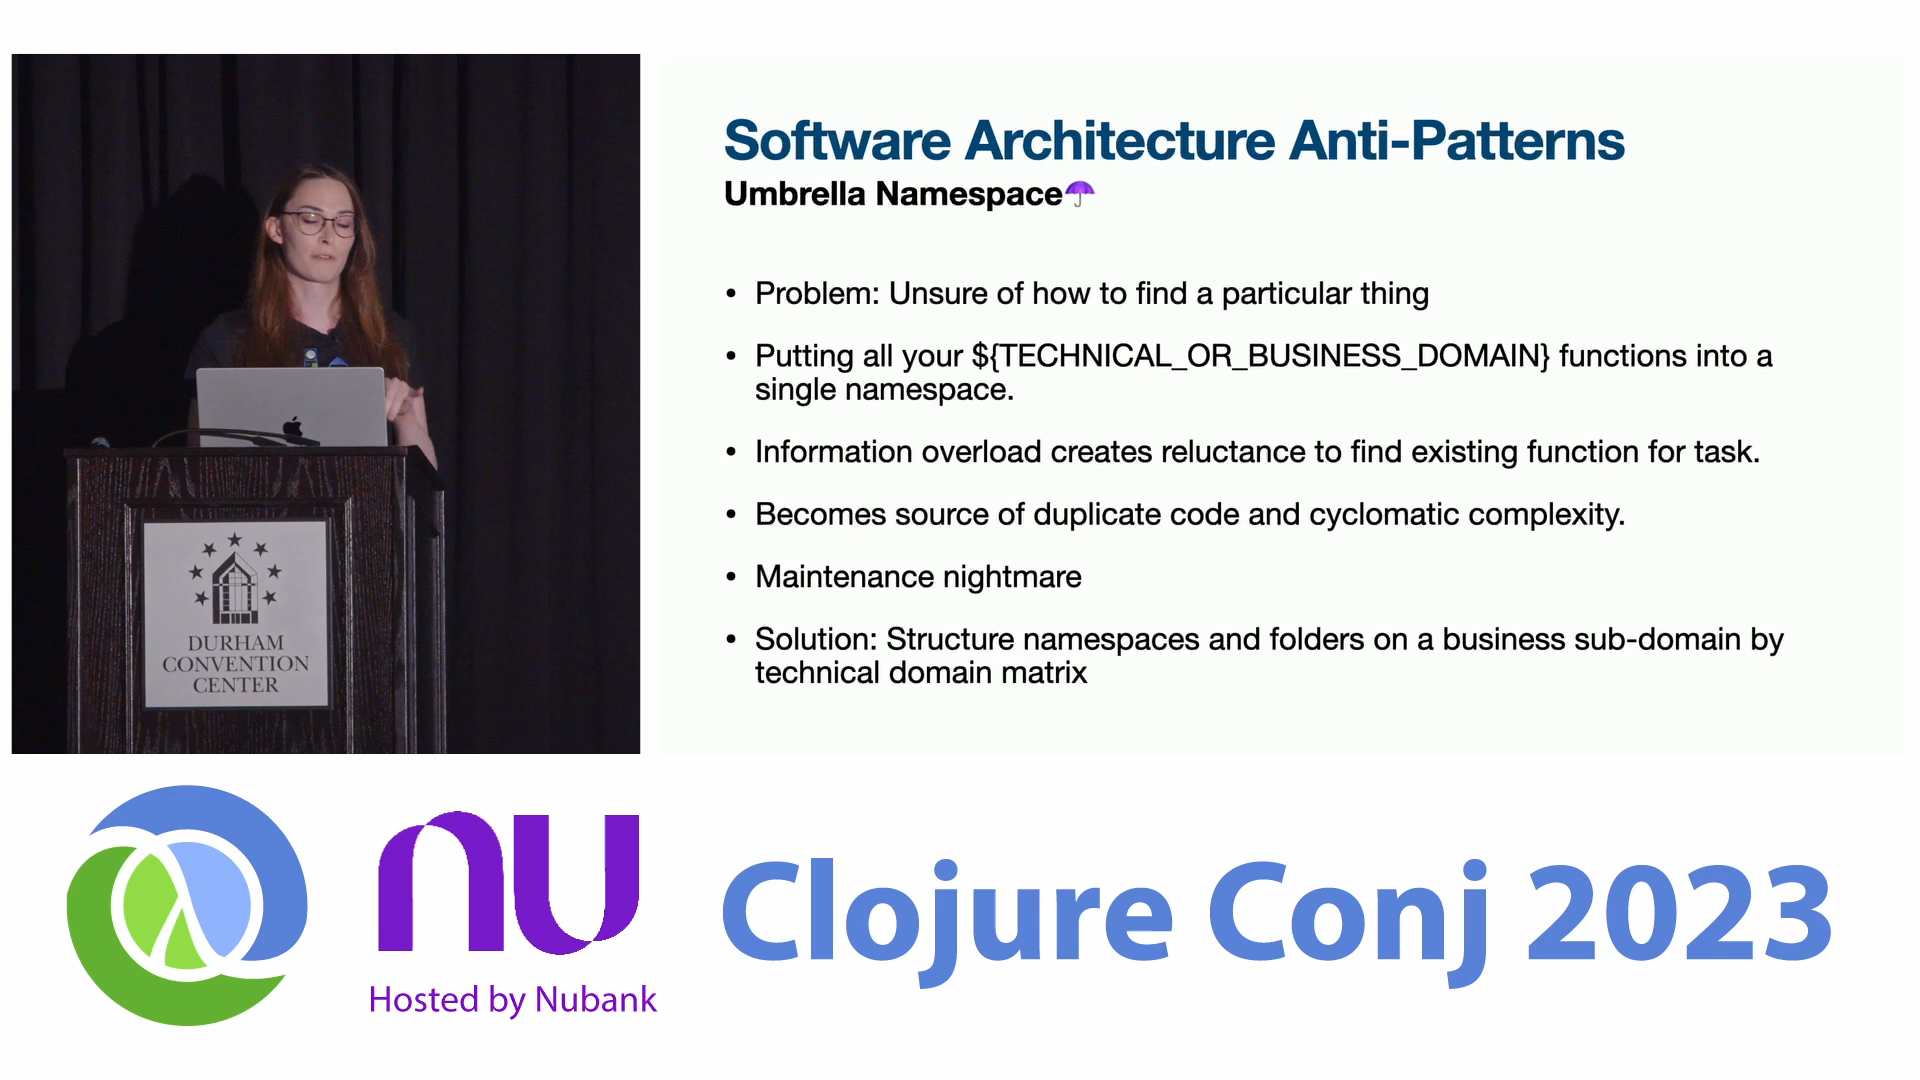 Software Architecture Anti-Patterns
Umbrella Namespace
• Problem: Unsure of how to find a particular thing
• Putting all your ${TECHNICAL_OR_BUSINESS_DOMAIN} functions into a
single namespace.
• Information overload creates reluctance to find existing function for task.
• Becomes source of duplicate code and cyclomatic complexity.
• Maintenance nightmare
• Solution: Structure namespaces and folders on a business sub-domain by
technical domain matrix
DURHAM
CONVENTION
CENTER
nu
Hosted by Nubank
Clojure Conj 2023